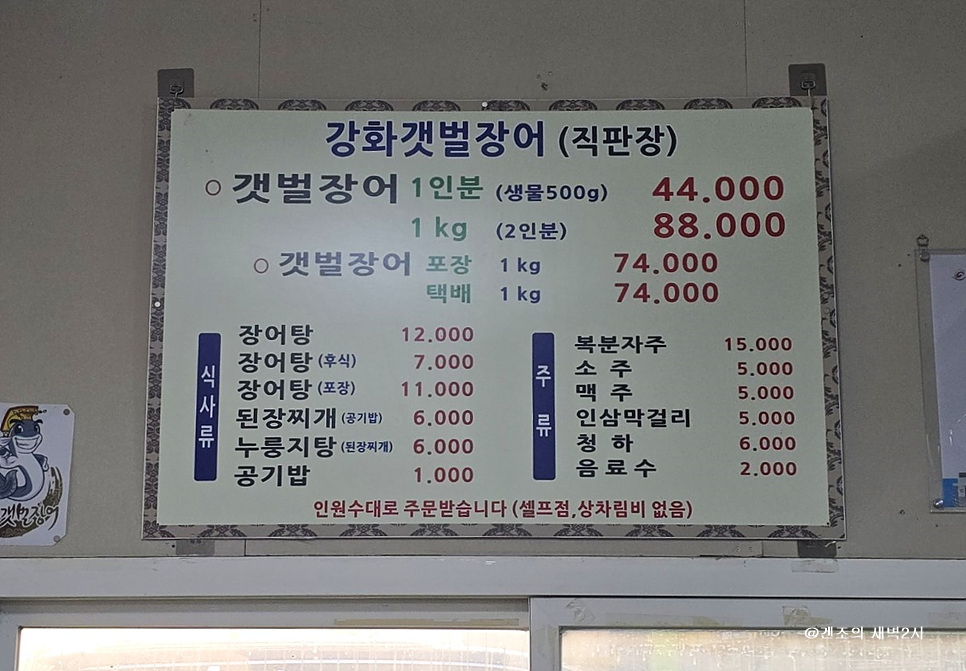 강화갯벌장어 (직판장)
○ 갯벌장어 1인분 (생물500g) 44.000
1 kg (2인분) 88.000
○ 갯벌장어 포장 1 kg 74.000
택배 1 kg 74.000
식사류
장어탕 12.000
장어탕 (후식) 7.000
장어탕 (포장) 11.000
된장찌개 (공기밥) 6.000
누룽지탕 (된장찌개) 6.000
공기밥 1.000
주류
복분자주 15.000
소 주 5.000
맥 주 5.000
인삼막걸리 5.000
청 하 6.000
음료수 2.000
인원수대로 주문받습니다 (셀프점,상차림비 없음)
갯벌장어
@겐조의 새벽2시